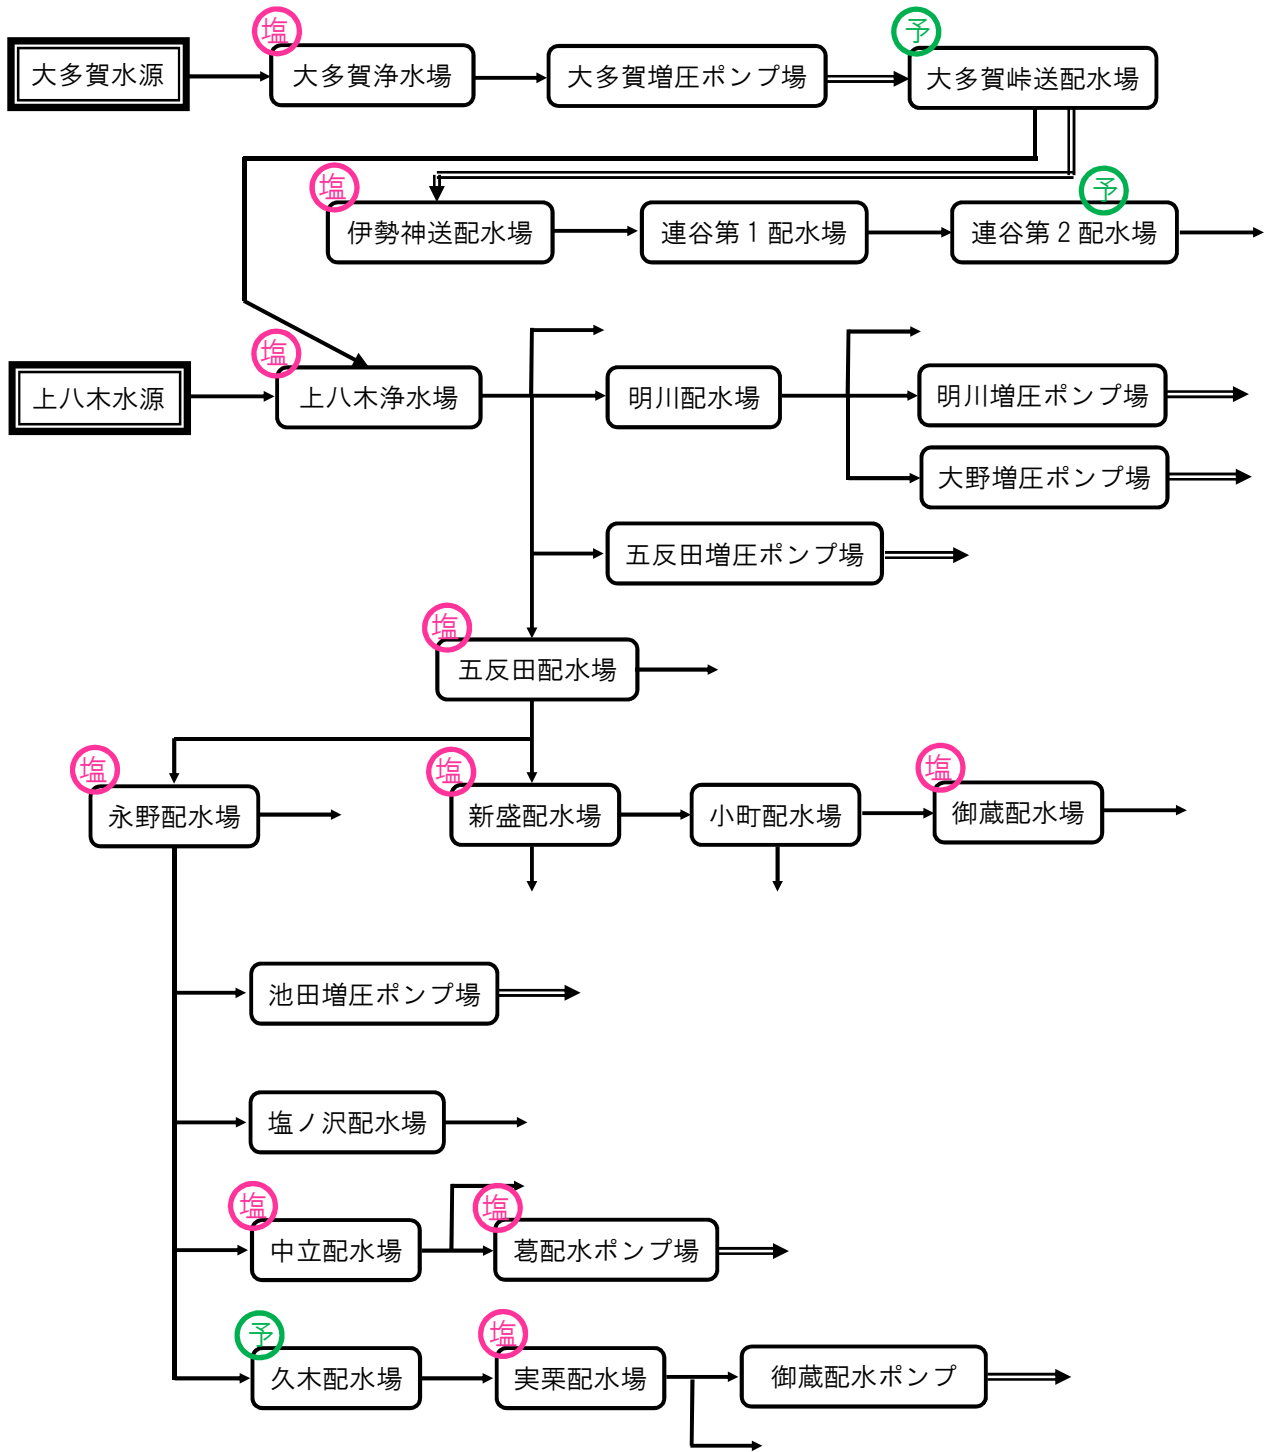 塩
予
大多賀水源
大多賀浄水場
大多賀増圧ポンプ場
大多賀峠送配水場
塩
予
伊勢神送配水場
連谷第１配水場
連谷第２配水場
塩
上八木水源
上八木浄水場
明川配水場
明川増圧ポンプ場
大野増圧ポンプ場
五反田増圧ポンプ場
塩
五反田配水場
塩
塩
塩
永野配水場
新盛配水場
小町配水場
御蔵配水場
池田増圧ポンプ場
塩ノ沢配水場
塩
塩
中立配水場
葛配水ポンプ場
予
塩
久木配水場
実栗配水場
御蔵配水ポンプ